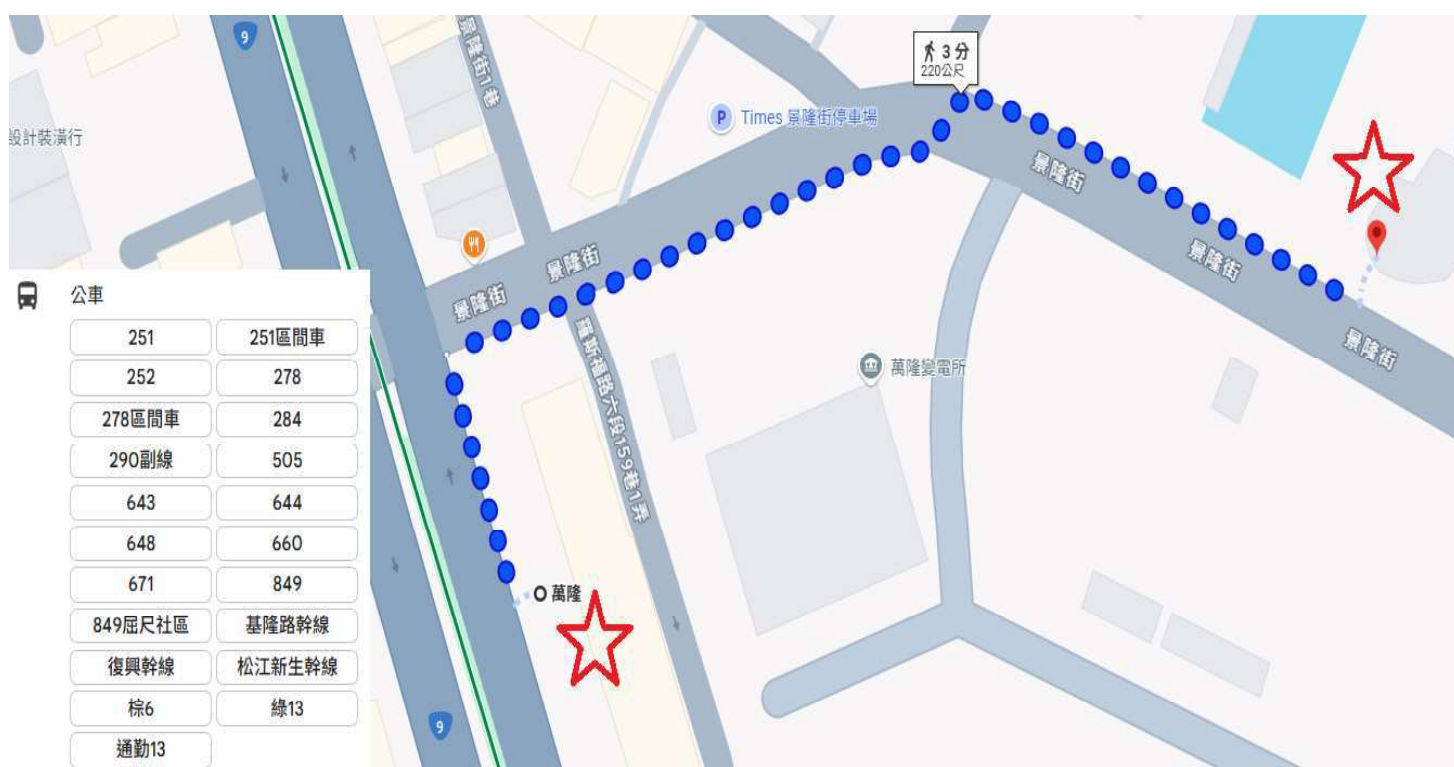 9
景隆街1巷
3 分
220公尺
P Times 景隆街停車場
設計裝潢行
景隆街
景隆街
景隆街
景隆街
景隆街
公車
251 251區間車
252 278
278區間車 284
290副線 505
643 644
648 660
671 849
849屈尺社區 基隆路幹線
復興幹線 松江新生幹線
棕6 綠13
通勤13
羅斯福路六段159巷1弄
萬隆變電所
萬隆
9